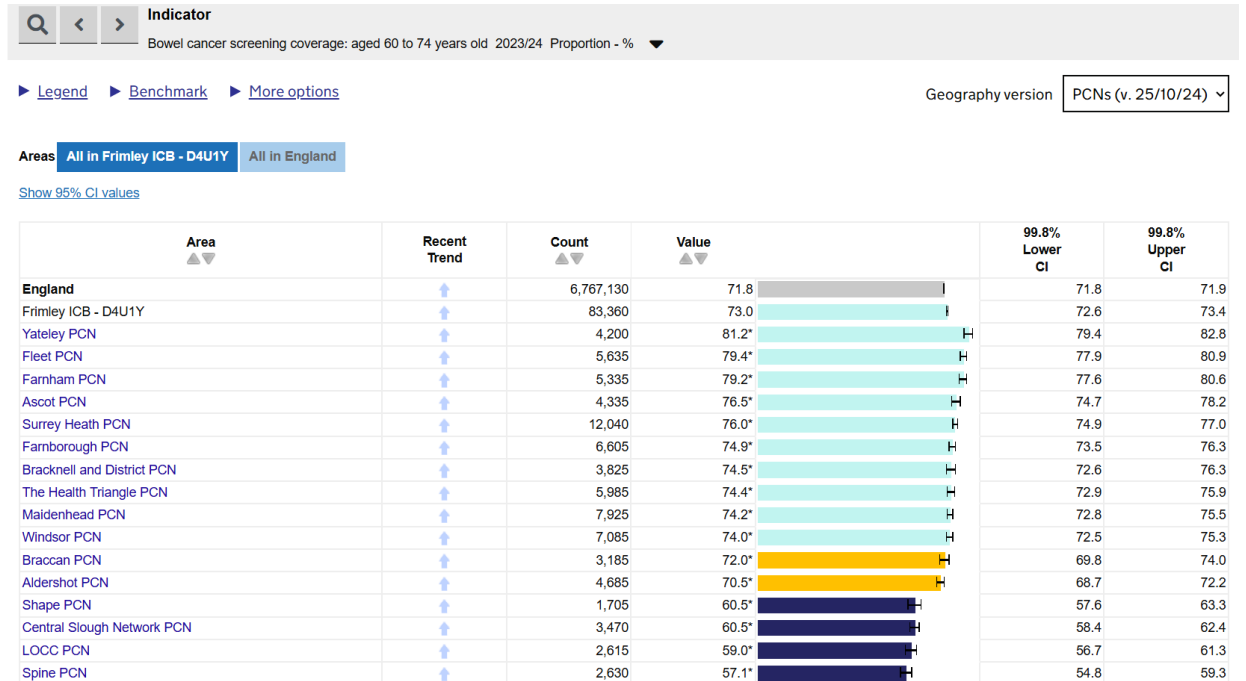 Indicator
Bowel cancer screening coverage: aged 60 to 74 years old 2023/24 Proportion - %
Legend Benchmark More options
Geography version PCNs (v. 25/10/24)
Areas All in Frimley ICB - D4U1Y All in England
Show 95% CI values
Area Recent Trend Count Value 99.8% Lower CI 99.8% Upper CI
England 6,767,130 71.8 71.8 71.9
Frimley ICB - D4U1Y 83,360 73.0 72.6 73.4
Yateley PCN 4,200 81.2* 79.4 82.8
Fleet PCN 5,635 79.4* 77.9 80.9
Farnham PCN 5,335 79.2* 77.6 80.6
Ascot PCN 4,335 76.5* 74.7 78.2
Surrey Heath PCN 12,040 76.0* 74.9 77.0
Farnborough PCN 6,605 74.9* 73.5 76.3
Bracknell and District PCN 3,825 74.5* 72.6 76.3
The Health Triangle PCN 5,985 74.4* 72.9 75.9
Maidenhead PCN 7,925 74.2* 72.8 75.5
Windsor PCN 7,085 74.0* 72.5 75.3
Braccan PCN 3,185 72.0* 69.8 74.0
Aldershot PCN 4,685 70.5* 68.7 72.2
Shape PCN 1,705 60.5* 57.6 63.3
Central Slough Network PCN 3,470 60.5* 58.4 62.4
LOCC PCN 2,615 59.0* 56.7 61.3
Spine PCN 2,630 57.1* 54.8 59.3